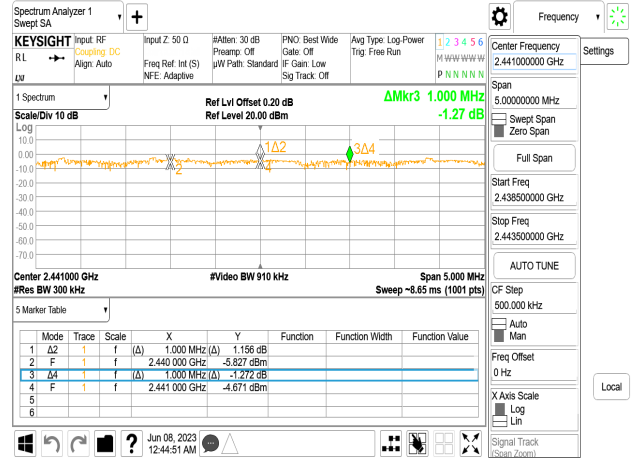 Spectrum Analyzer 1
Swept SA
Frequency
KEYSIGHT
Input: RF
Input Z: 50 Ω
#Atten: 30 dB
PNO: Best Wide
Avg Type: Log-Power
1 2 3 4 5 6
RL
Coupling: DC
Preamp: Off
Gate: Off
Trig: Free Run
M W W W W W
Align: Auto
Freq Ref: Int (S)
µW Path: Standard
IF Gain: Low
NFE: Adaptive
Sig Track: Off
P N N N N N
LXI
1 Spectrum
Ref Lvl Offset 0.20 dB
ΔMkr3 1.000 MHz
Scale/Div 10 dB
Ref Level 20.00 dBm
-1.27 dB
Log
10.0
0.00
-10.0
-20.0
-30.0
-40.0
-50.0
-60.0
-70.0
1Δ2
3Δ4
2
4
Center 2.441000 GHz
#Video BW 910 kHz
Span 5.000 MHz
#Res BW 300 kHz
Sweep ~8.65 ms (1001 pts)
5 Marker Table
Mode Trace Scale X Y Function Function Width Function Value
1 Δ2 1 f (Δ) 1.000 MHz (Δ) 1.156 dB
2 F 1 f 2.440 000 GHz -5.827 dBm
3 Δ4 1 f (Δ) 1.000 MHz (Δ) -1.272 dB
4 F 1 f 2.441 000 GHz -4.671 dBm
5
6
Jun 08, 2023
12:44:51 AM
?
Center Frequency
2.441000000 GHz
Settings
Span
5.00000000 MHz
Swept Span
Zero Span
Full Span
Start Freq
2.438500000 GHz
Stop Freq
2.443500000 GHz
AUTO TUNE
CF Step
500.000 kHz
Auto
Man
Freq Offset
0 Hz
X Axis Scale
Log
Lin
Local
Signal Track
(Span Zoom)